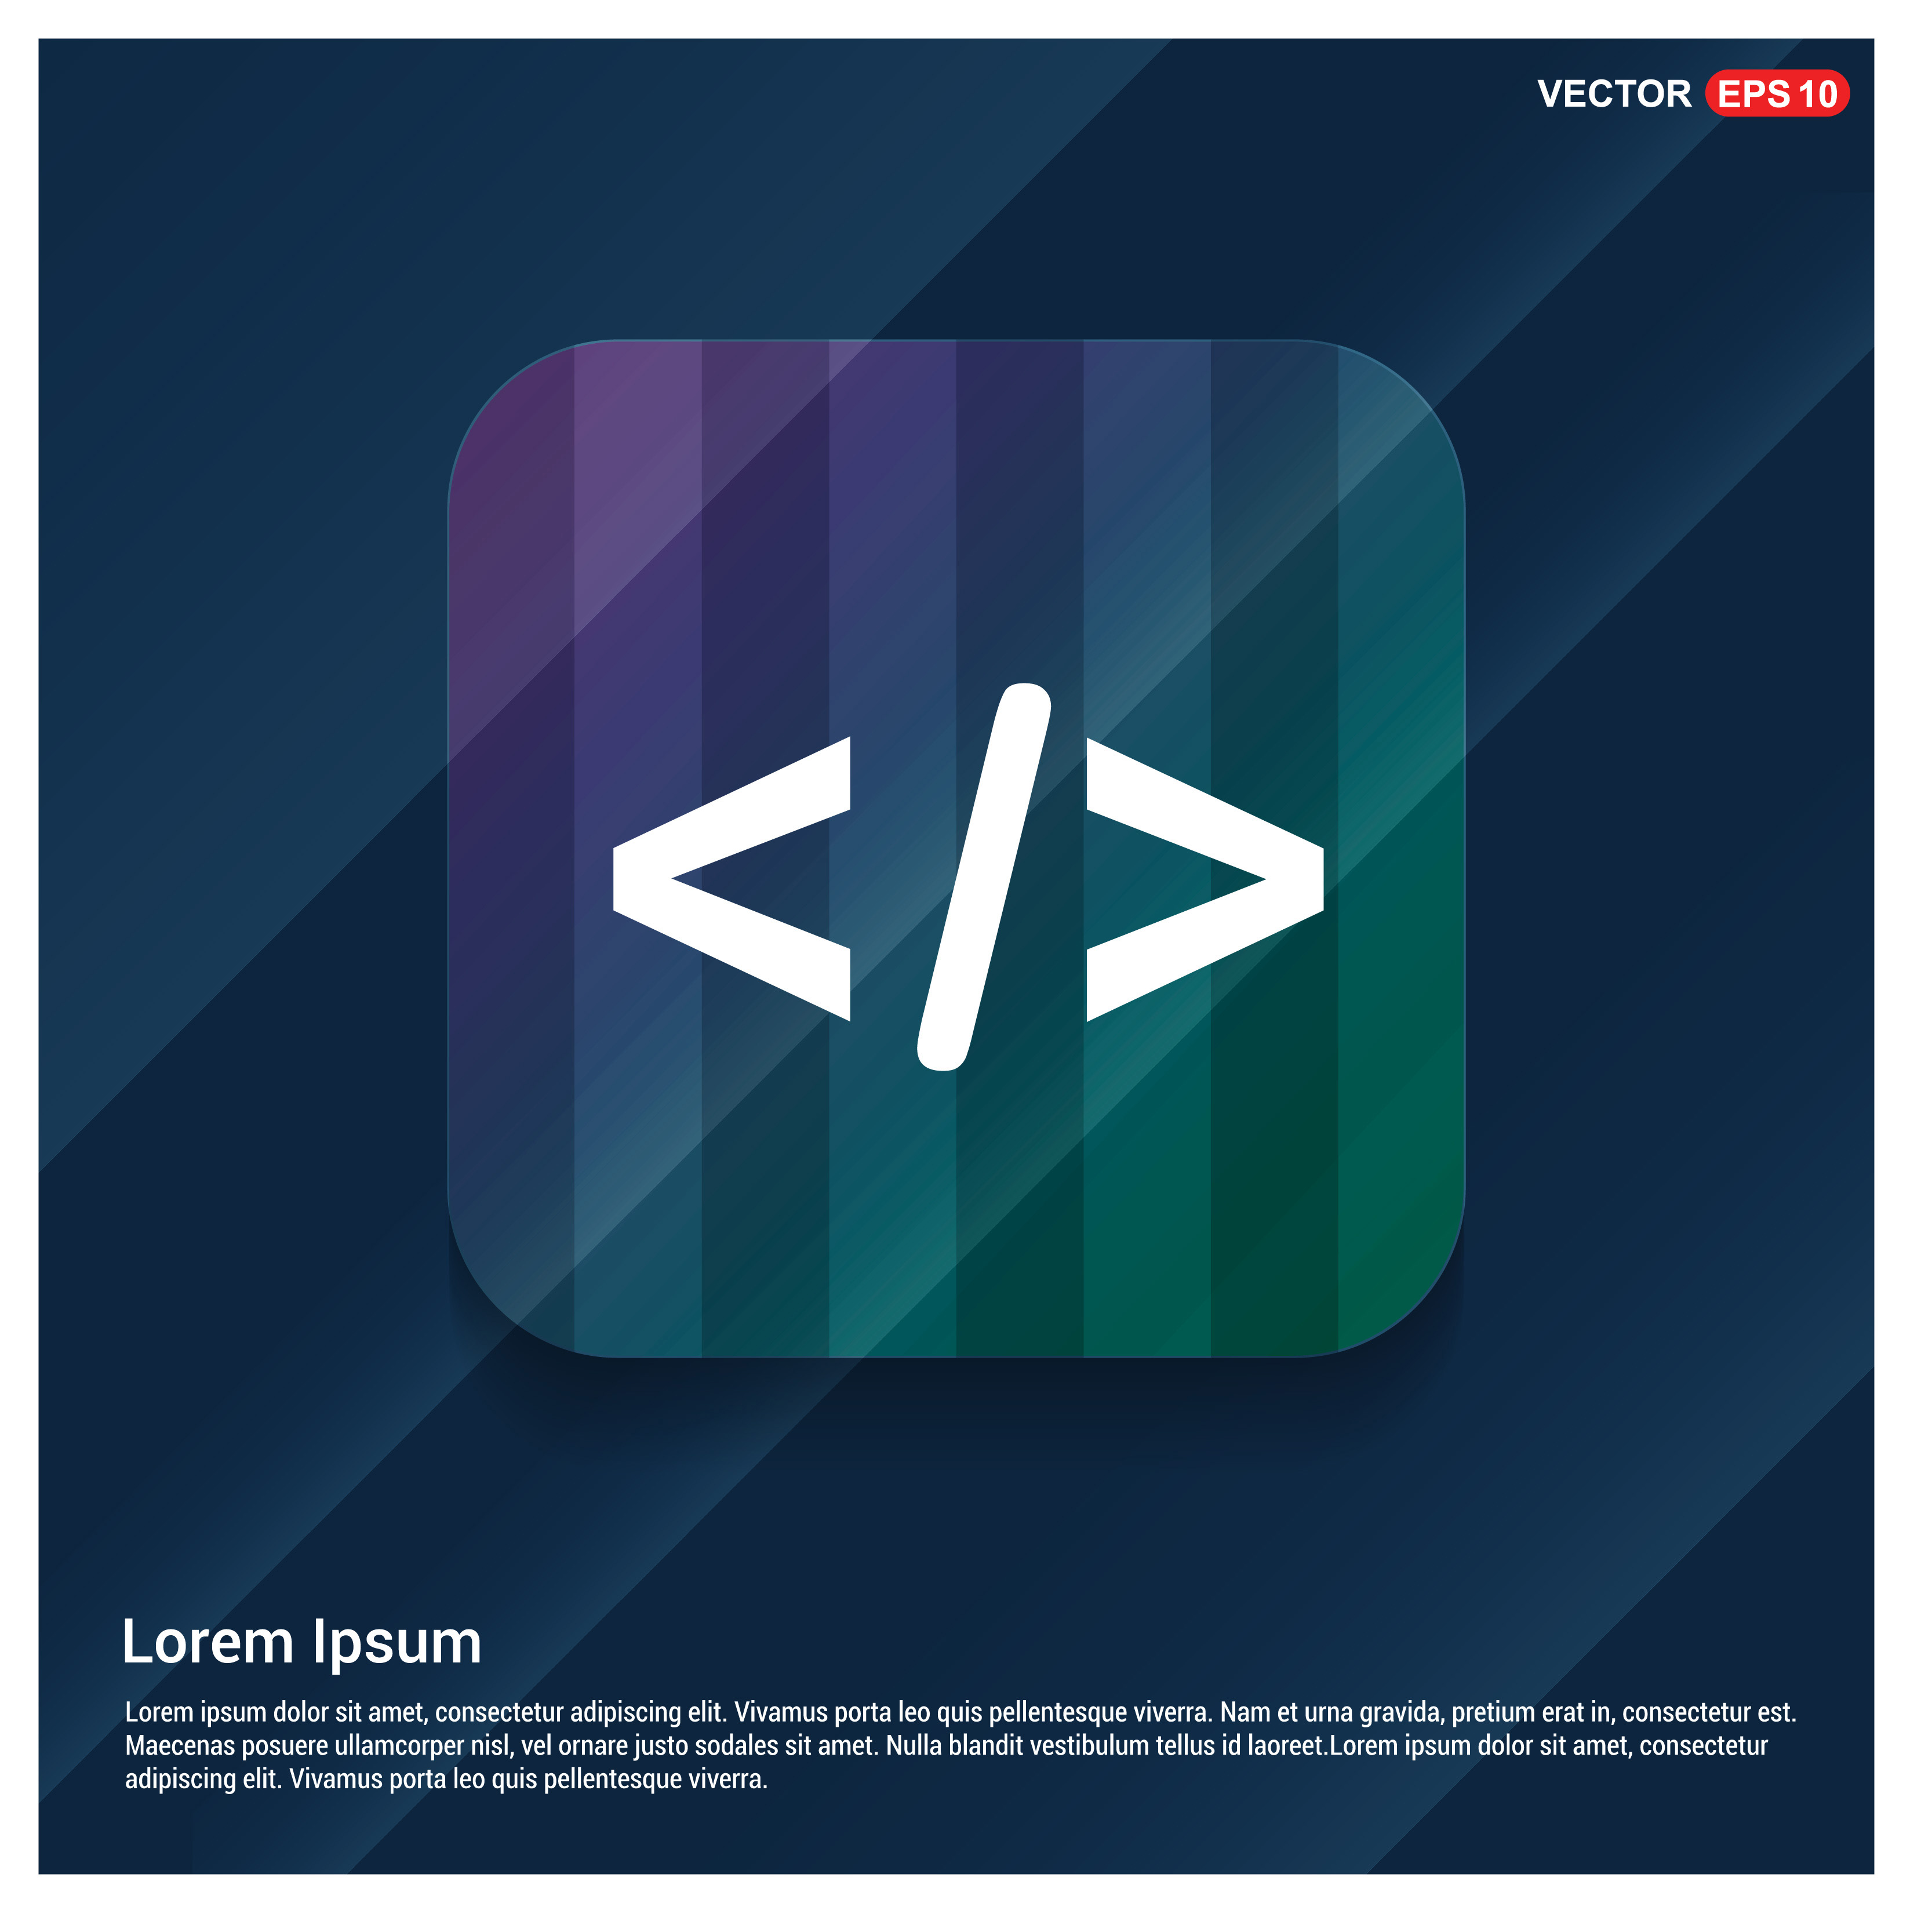 VECTOR EPS 10
</>
Lorem Ipsum
Lorem ipsum dolor sit amet, consectetur adipiscing elit. Vivamus porta leo quis pellentesque viverra. Nam et urna gravida, pretium erat in, consectetur est.
Maecenas posuere ullamcorper nisl, vel ornare justo sodales sit amet. Nulla blandit vestibulum tellus id laoreet.Lorem ipsum dolor sit amet, consectetur
adipiscing elit. Vivamus porta leo quis pellentesque viverra.